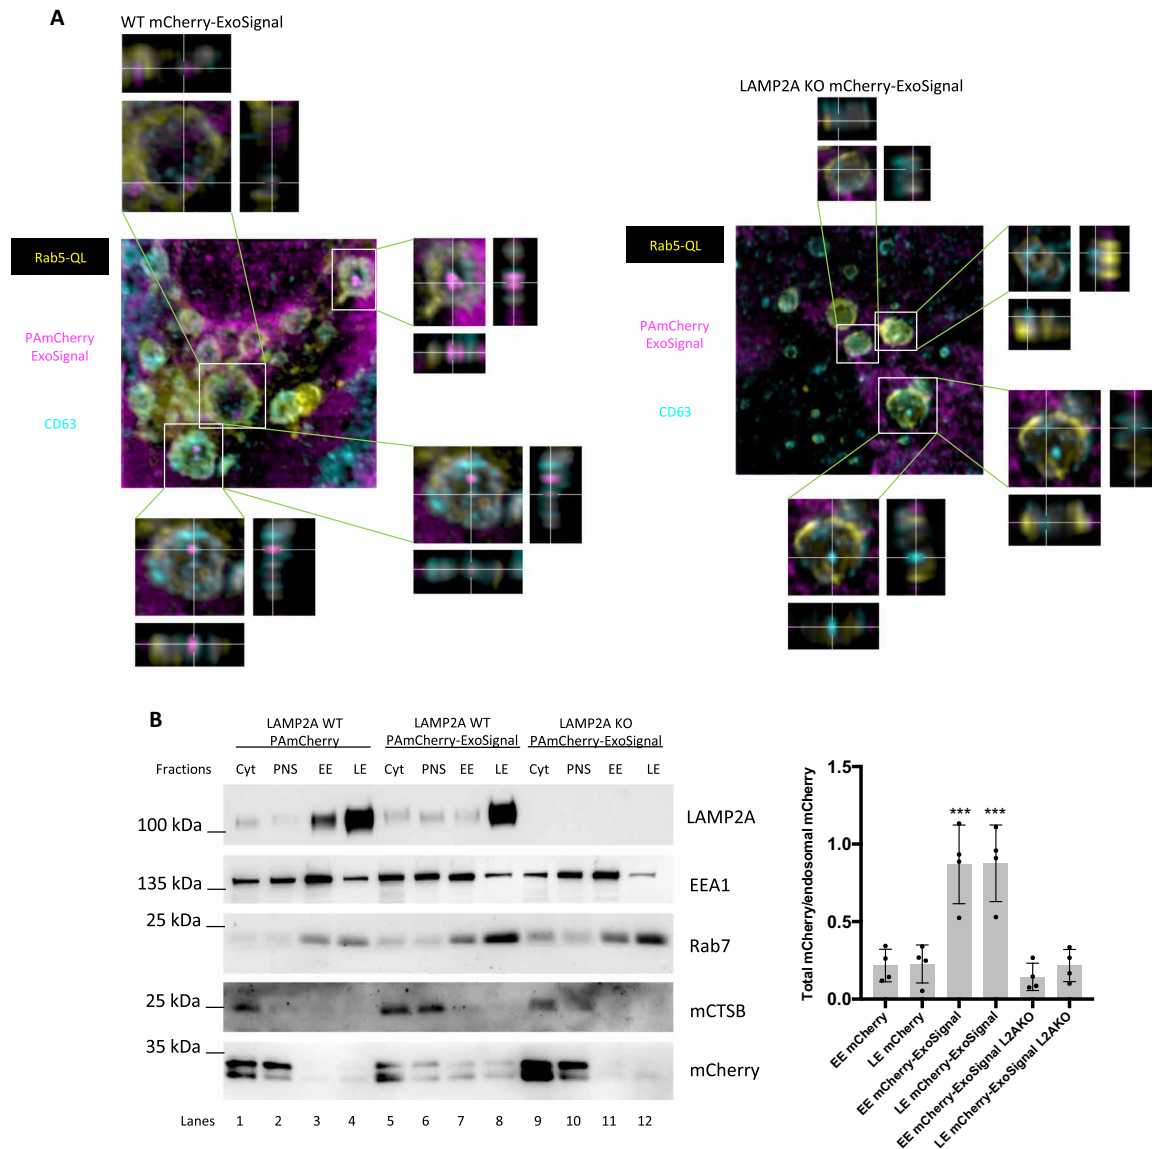 A
WT mCherry-ExoSignal
LAMP2A KO mCherry-ExoSignal
Rab5-QL
PAmCherry
ExoSignal
CD63
Rab5-QL
PAmCherry
ExoSignal
CD63
B
LAMP2A WT
PAmCherry
LAMP2A WT
PAmCherry-ExoSignal
LAMP2A KO
PAmCherry-ExoSignal
Fractions Cyt PNS EE LE Cyt PNS EE LE Cyt PNS EE LE
100 kDa LAMP2A
135 kDa EEA1
25 kDa Rab7
25 kDa mCTSB
35 kDa mCherry
Lanes 1 2 3 4 5 6 7 8 9 10 11 12
Total mCherry/endosomal mCherry
1.5
1.0
0.5
0.0
*** ***
EE mCherry
LE mCherry
EE mCherry-ExoSignal
LE mCherry-ExoSignal
EE mCherry-ExoSignal L2AKO
LE mCherry-ExoSignal L2AKO